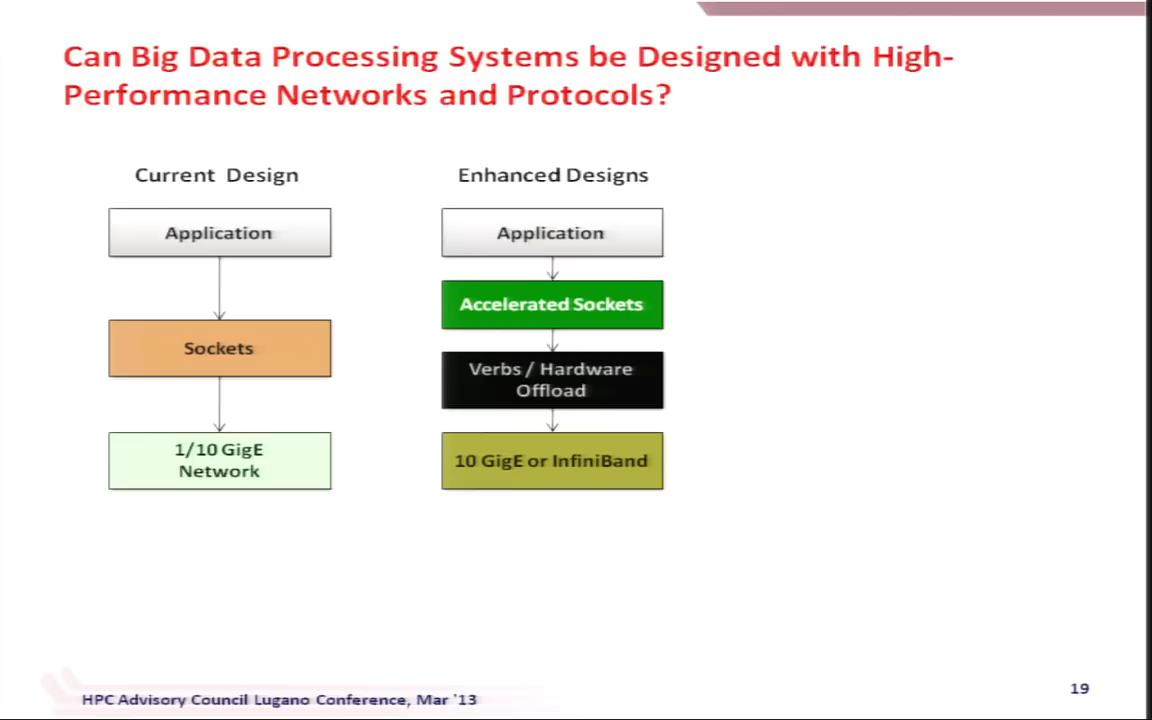 Can Big Data Processing Systems be Designed with High-
Performance Networks and Protocols?
Current Design
Application
Sockets
1/10 GigE
Network
Enhanced Designs
Application
Accelerated Sockets
Verbs / Hardware
Offload
10 GigE or InfiniBand
HPC Advisory Council Lugano Conference, Mar '13
19